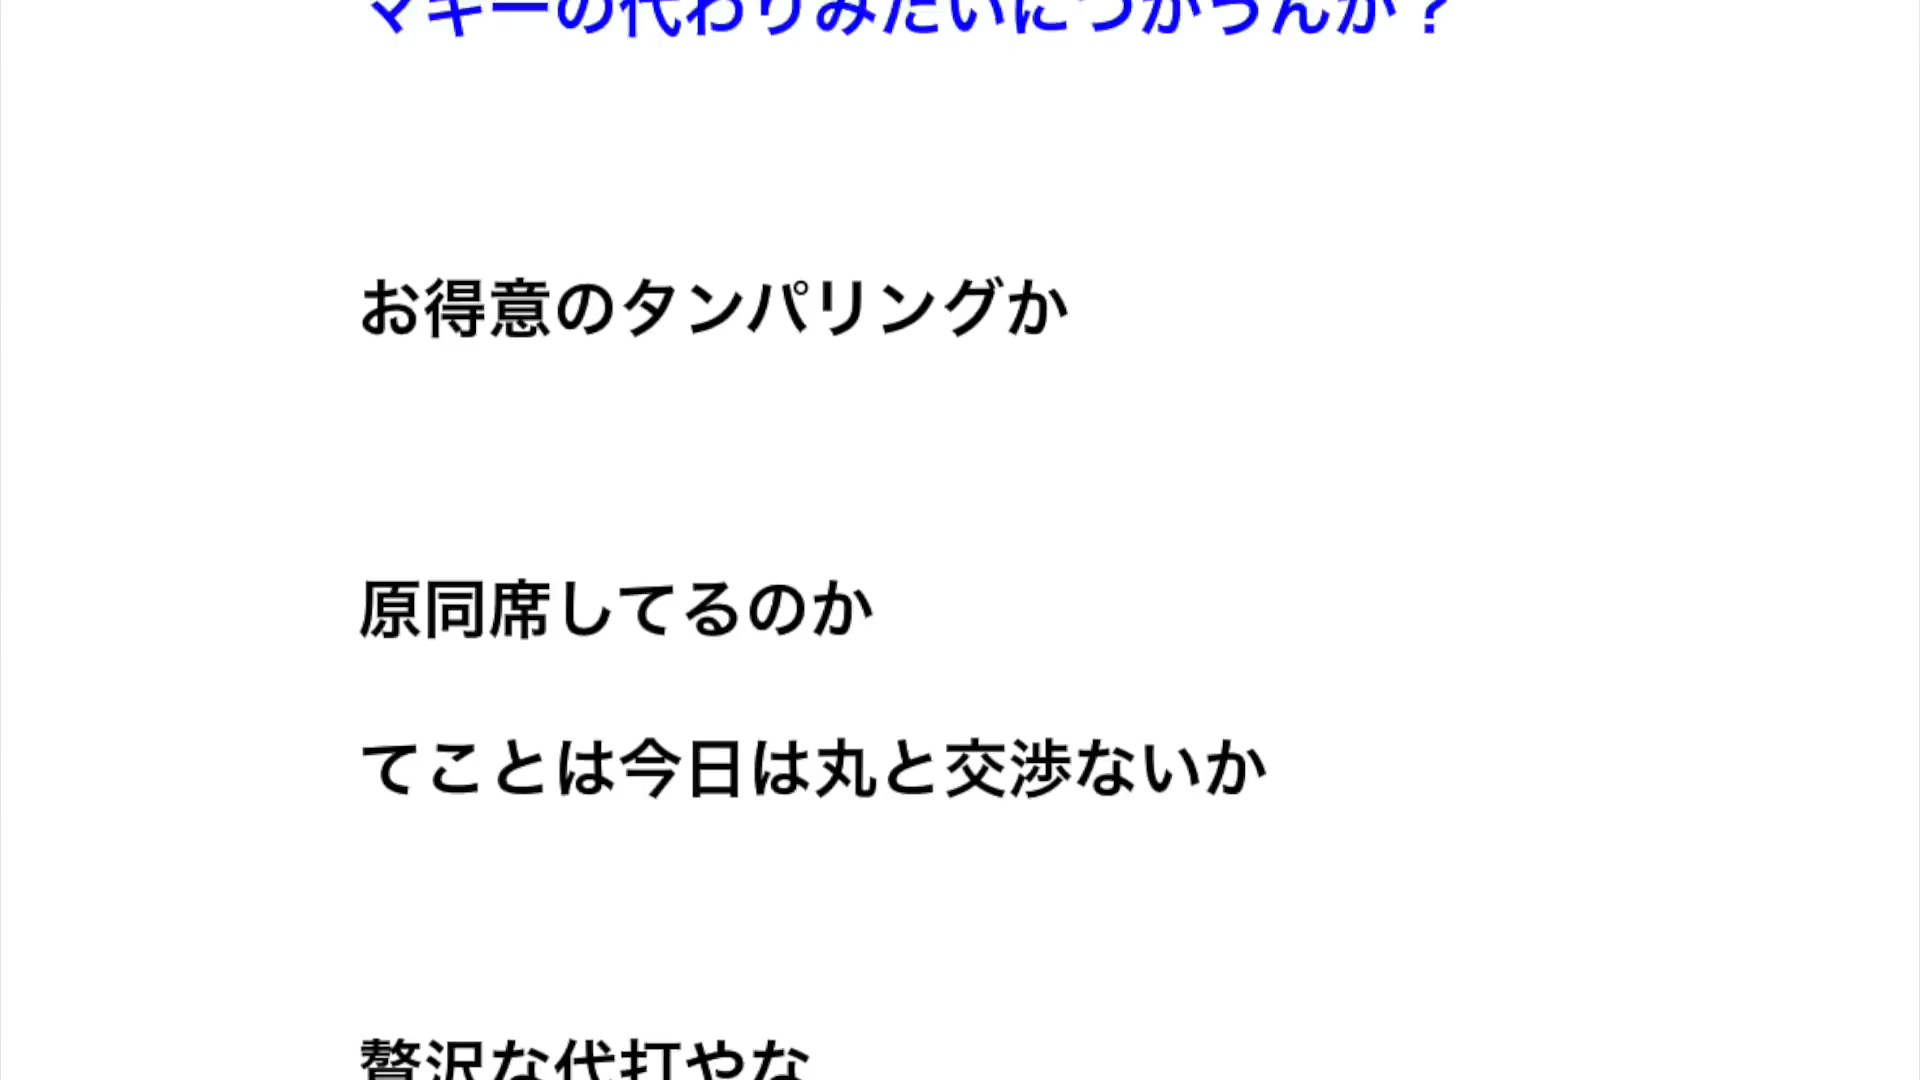 マギーの代わりみたいにつかうんか？
お得意のタンパリングか
原同席してるのか
てことは今日は丸と交渉ないか
贅沢な代打やな